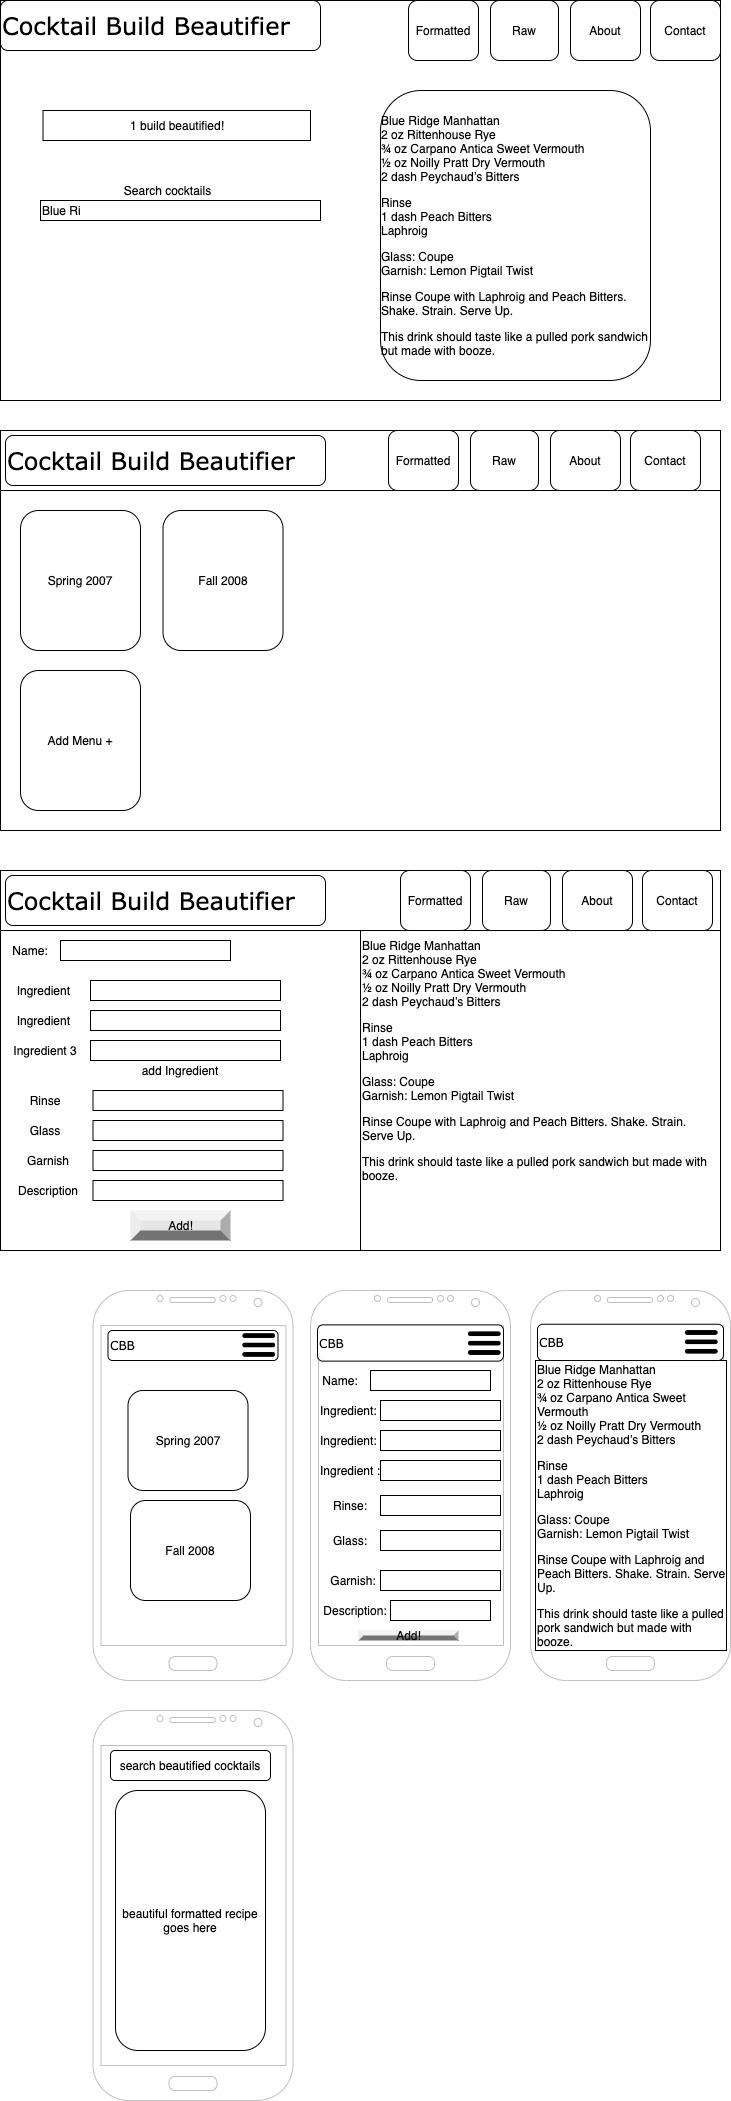 Cocktail Build Beautifier
Formatted
Raw
About
Contact
1 build beautified!
Search cocktails
Blue Ri
Blue Ridge Manhattan
2 oz Rittenhouse Rye
¾ oz Carpano Antica Sweet Vermouth
½ oz Noilly Pratt Dry Vermouth
2 dash Peychaud’s Bitters
Rinse
1 dash Peach Bitters
Laphroig
Glass: Coupe
Garnish: Lemon Pigtail Twist
Rinse Coupe with Laphroig and Peach Bitters.
Shake. Strain. Serve Up.
This drink should taste like a pulled pork sandwich
but made with booze.
Cocktail Build Beautifier
Formatted
Raw
About
Contact
Spring 2007
Fall 2008
Add Menu +
Cocktail Build Beautifier
Formatted
Raw
About
Contact
Name:
Ingredient
Ingredient
Ingredient 3
add Ingredient
Rinse
Glass
Garnish
Description
Add!
Blue Ridge Manhattan
2 oz Rittenhouse Rye
¾ oz Carpano Antica Sweet Vermouth
½ oz Noilly Pratt Dry Vermouth
2 dash Peychaud’s Bitters
Rinse
1 dash Peach Bitters
Laphroig
Glass: Coupe
Garnish: Lemon Pigtail Twist
Rinse Coupe with Laphroig and Peach Bitters. Shake. Strain.
Serve Up.
This drink should taste like a pulled pork sandwich but made with
booze.
CBB
Spring 2007
Fall 2008
CBB
Name:
Ingredient:
Ingredient:
Ingredient :
Rinse:
Glass:
Garnish:
Description:
Add!
CBB
Blue Ridge Manhattan
2 oz Rittenhouse Rye
¾ oz Carpano Antica Sweet
Vermouth
½ oz Noilly Pratt Dry Vermouth
2 dash Peychaud’s Bitters
Rinse
1 dash Peach Bitters
Laphroig
Glass: Coupe
Garnish: Lemon Pigtail Twist
Rinse Coupe with Laphroig and
Peach Bitters. Shake. Strain. Serve
Up.
This drink should taste like a pulled
pork sandwich but made with
booze.
search beautified cocktails
beautiful formatted recipe
goes here